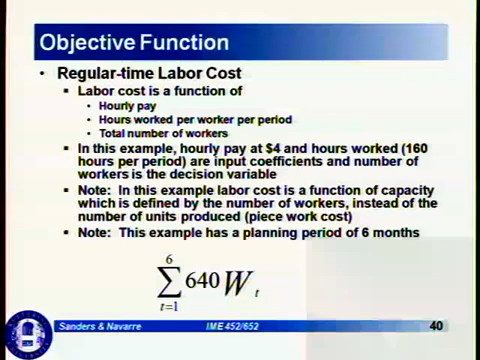 Objective Function
• Regular-time Labor Cost
▪ Labor cost is a function of
• Hourly pay
• Hours worked per worker per period
• Total number of workers
▪ In this example, hourly pay at $4 and hours worked (160
hours per period) are input coefficients and number of
workers is the decision variable
▪ Note: In this example labor cost is a function of capacity
which is defined by the number of workers, instead of the
number of units produced (piece work cost)
▪ Note: This example has a planning period of 6 months
6
∑ 640 W t
t=1
Sanders & Navarre IME 452/652 40